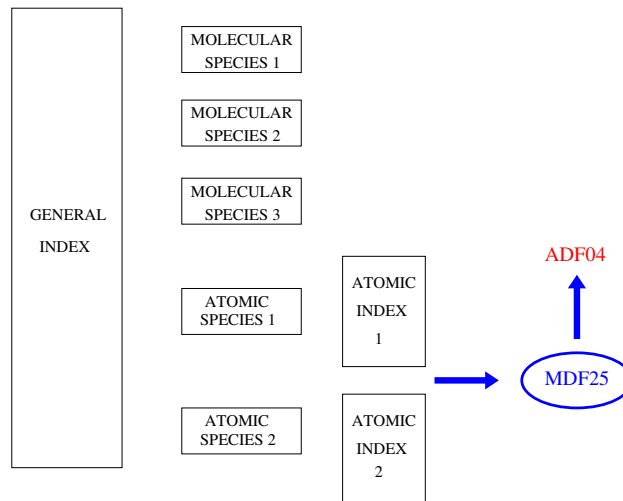 GENERAL
INDEX
MOLECULAR
SPECIES 1
MOLECULAR
SPECIES 2
MOLECULAR
SPECIES 3
ATOMIC
SPECIES 1
ATOMIC
SPECIES 2
ATOMIC
INDEX
1
ATOMIC
INDEX
2
ADF04
MDF25